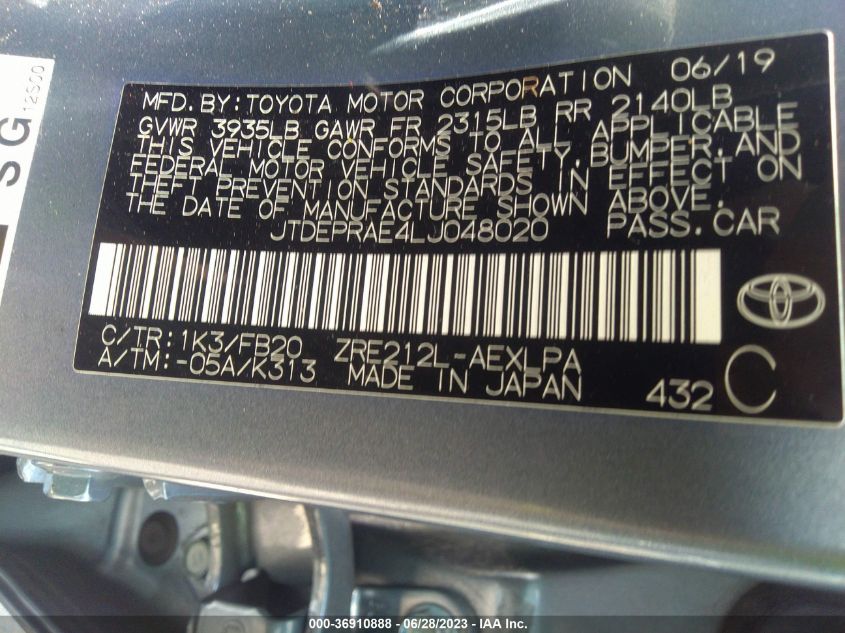 SG
12S00
MFD.BY:TOYOTA MOTOR CORPORATION 06/19
GVWR 3935LB GAWR FR 2315LB RR 2140LB
THIS VEHICLE CONFORMS TO ALL APPLICABLE
FEDERAL MOTOR VEHICLE SAFETY,BUMPER,AND
THEFT PREVENTION STANDARDS IN EFFECT ON
THE DATE OF MANUFACTURE SHOWN ABOVE.
JTDEPRAE4LJ048020 PASS.CAR
C/TR:1K3/FB20 ZRE212L-AEXLPA
A/TM:-05A/K313 MADE IN JAPAN 432 C
000-36910888 - 06/28/2023 - IAAI